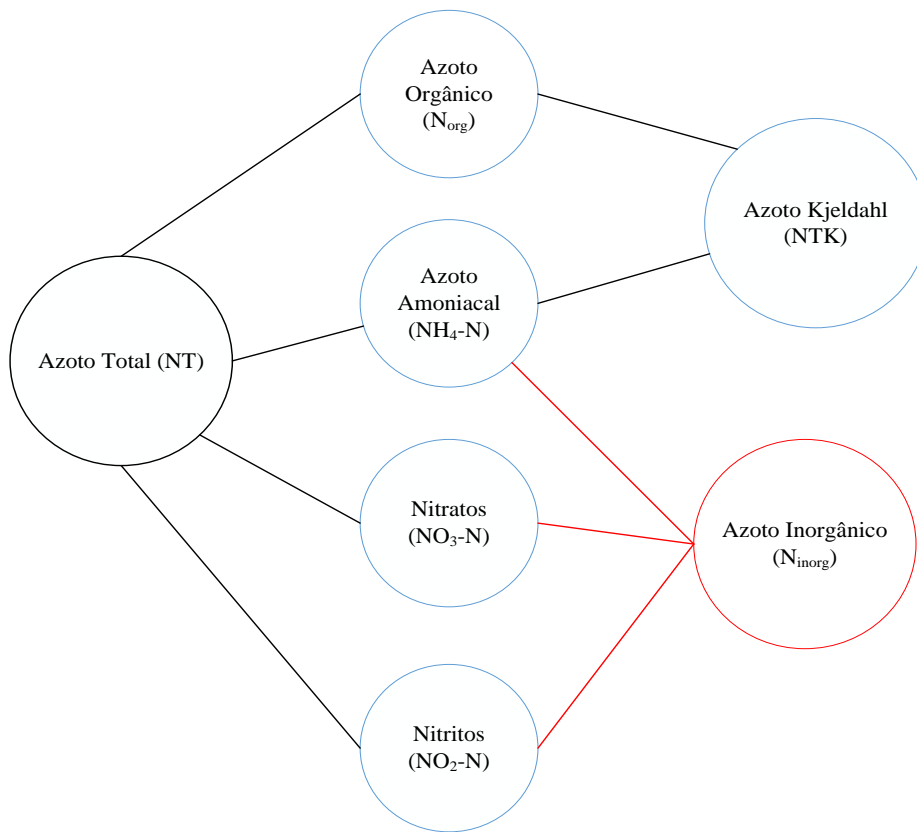 Azoto
Orgânico
(Norg)
Azoto Kjeldahl
(NTK)
Azoto
Amoniacal
(NH4-N)
Azoto Total (NT)
Nitratos
(NO3-N)
Azoto Inorgânico
(Ninorg)
Nitritos
(NO2-N)